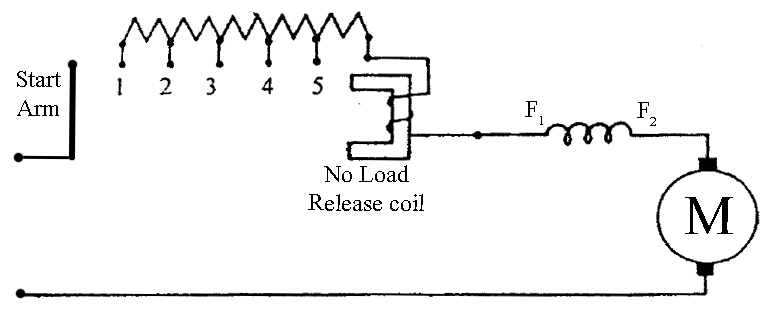 1 2 3 4 5
Start
Arm
F1 F2
No Load
Release coil
M